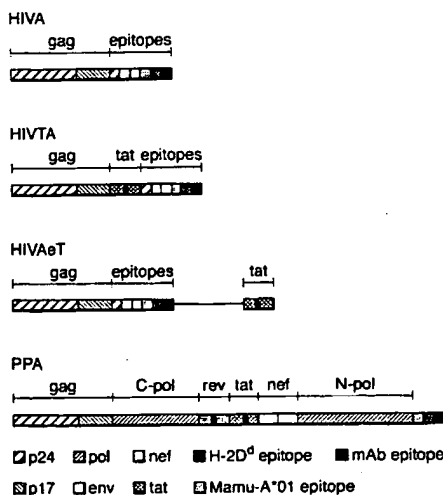 HIVA
gag epitopes
HIVTA
gag tat epitopes
HIVAeT
gag epitopes tat
PPA
gag C-pol rev tat nef N-pol
p24 pol nef H-2Dᵈ epitope mAb epitope
p17 env tat Mamu-A*01 epitope